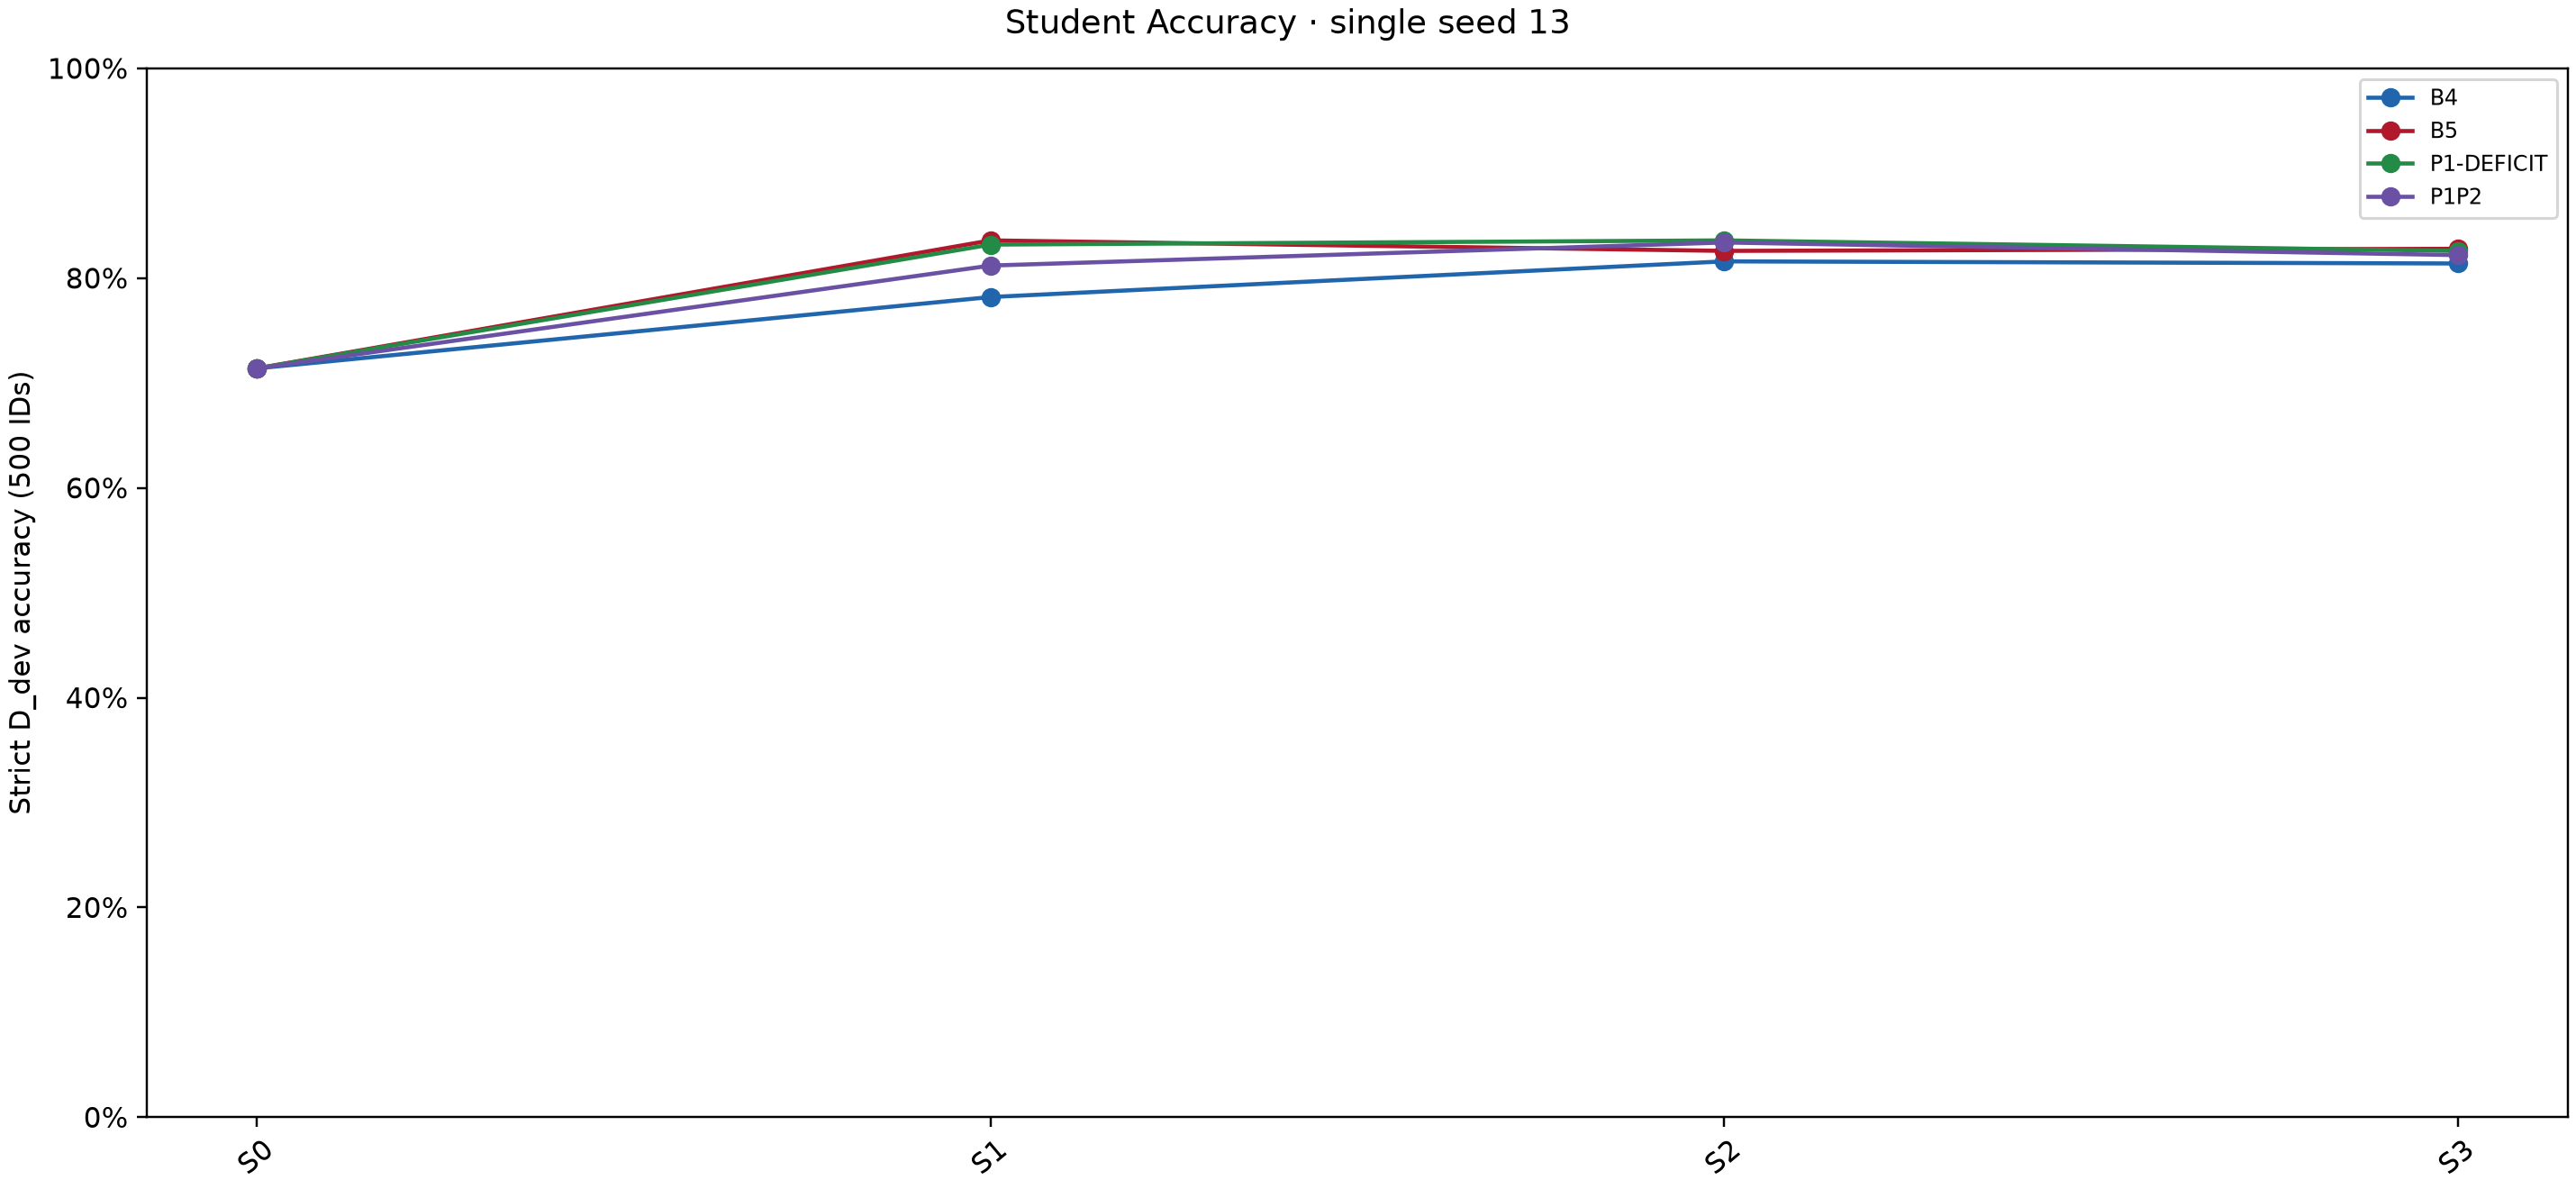 Student Accuracy · single seed 13
100%
80%
60%
40%
20%
0%
Strict D_dev accuracy (500 IDs)
B4
B5
P1-DEFICIT
P1P2
S0
S1
S2
S3